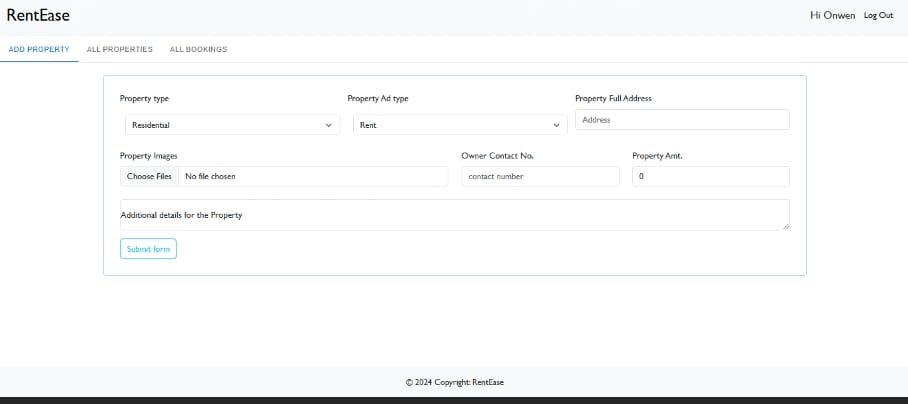 RentEase
Hi Onwen Log Out
ADD PROPERTY ALL PROPERTIES ALL BOOKINGS
Property type Property Ad type Property Full Address
Residential Rent Address
Property Images Owner Contact No. Property Amt.
Choose Files No file chosen contact number 0
Additional details for the Property
Submit form
© 2024 Copyright: RentEase